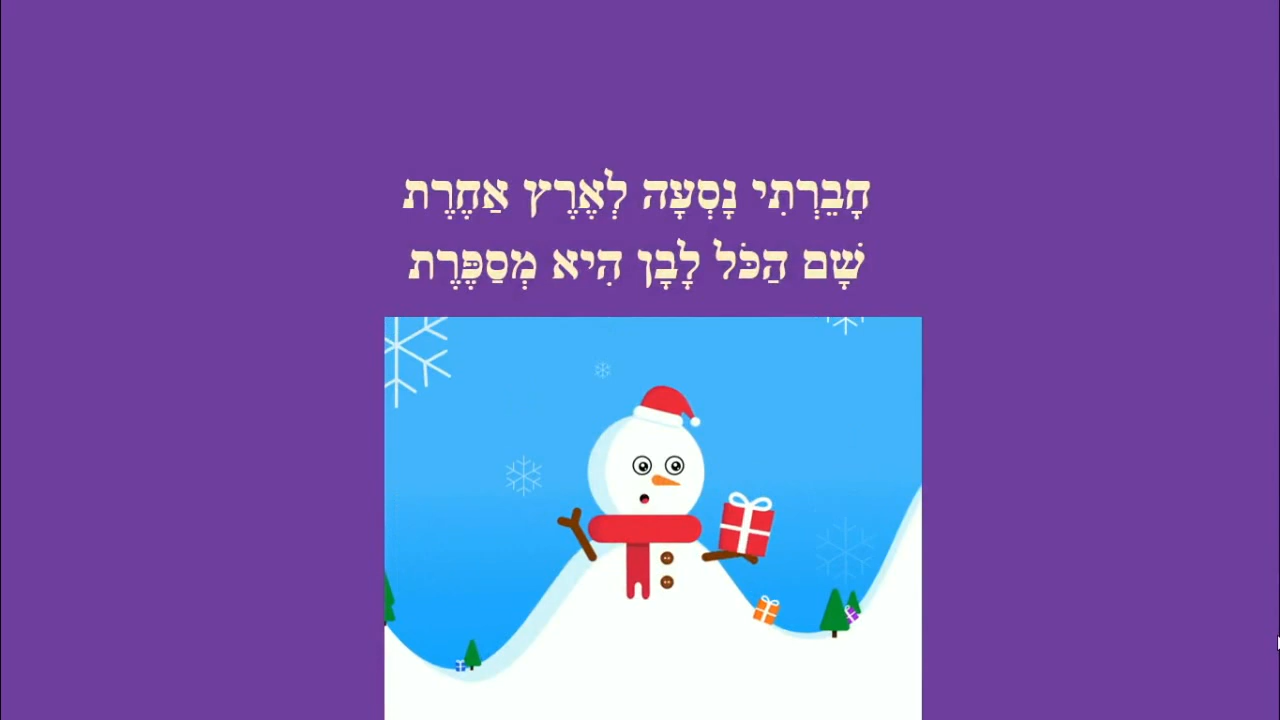 חֲבֵרְתִּי נָסְעָה לְאֶרֶץ אַחֶרֶת
שָׁם הַכֹּל לָבָן הִיא מְסַפֶּרֶת